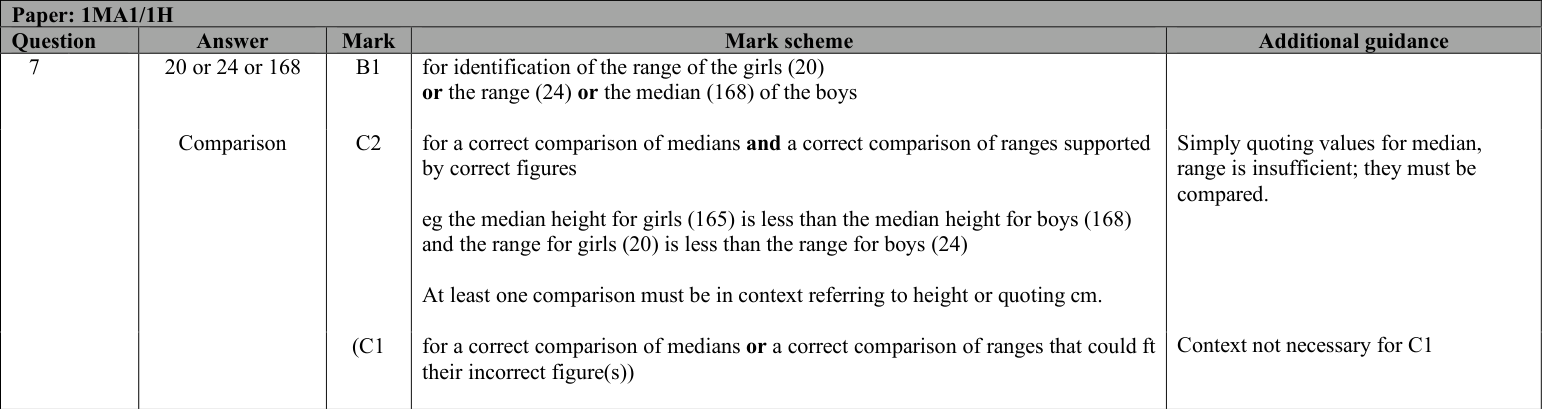 Paper: 1MA1/1H
Question Answer Mark Mark scheme Additional guidance
7 20 or 24 or 168 B1 for identification of the range of the girls (20)
or the range (24) or the median (168) of the boys
Comparison C2 for a correct comparison of medians and a correct comparison of ranges supported Simply quoting values for median,
by correct figures range is insufficient; they must be
compared.
eg the median height for girls (165) is less than the median height for boys (168)
and the range for girls (20) is less than the range for boys (24)
At least one comparison must be in context referring to height or quoting cm.
(C1 for a correct comparison of medians or a correct comparison of ranges that could ft Context not necessary for C1
their incorrect figure(s))